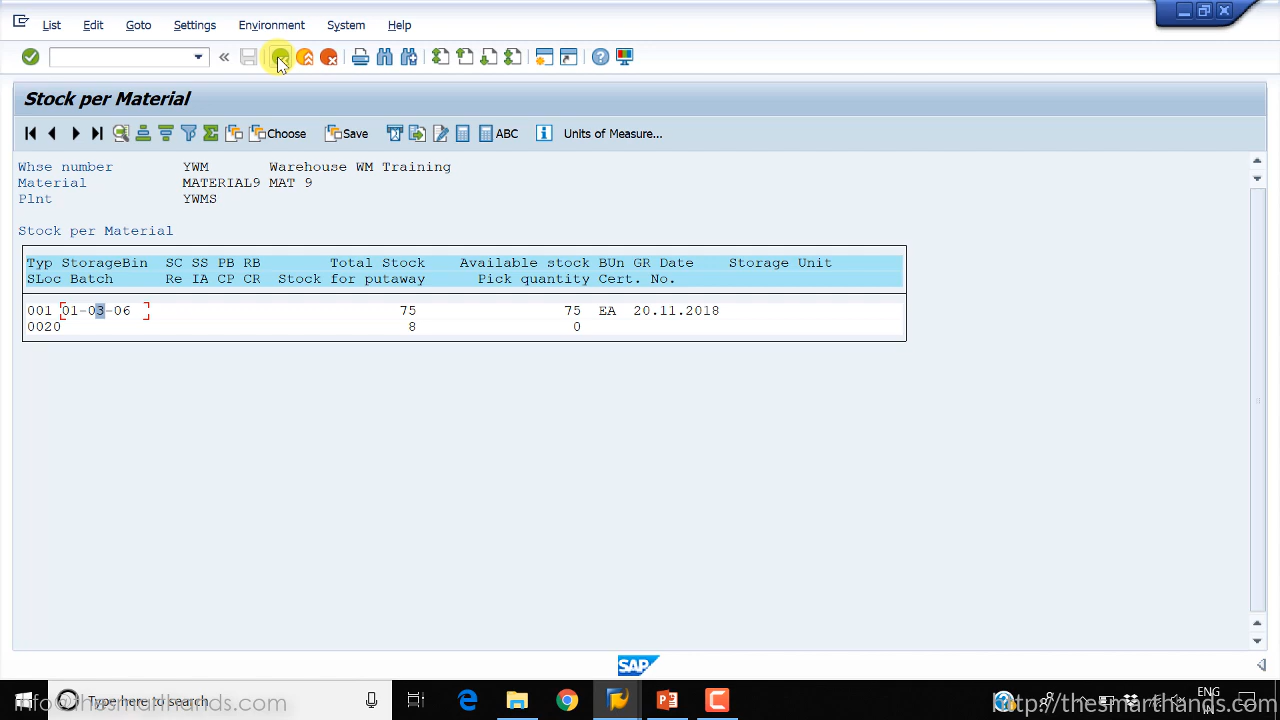 List Edit Goto Settings Environment System Help
Stock per Material
Choose Save ABC Units of Measure...
Whse number YWM Warehouse WM Training
Material MATERIAL9 MAT 9
Plnt YWMS
Stock per Material
Typ StorageBin SC SS PB RB Total Stock Available stock BUn GR Date Storage Unit
SLoc Batch Re IA CP CR Stock for putaway Pick quantity Cert. No.
001 01-03-06 75 75 EA 20.11.2018
0020 8 0
SAP
Type here to search
ENG
IN
info@thesmarthands.com
http://thesmarthands.com